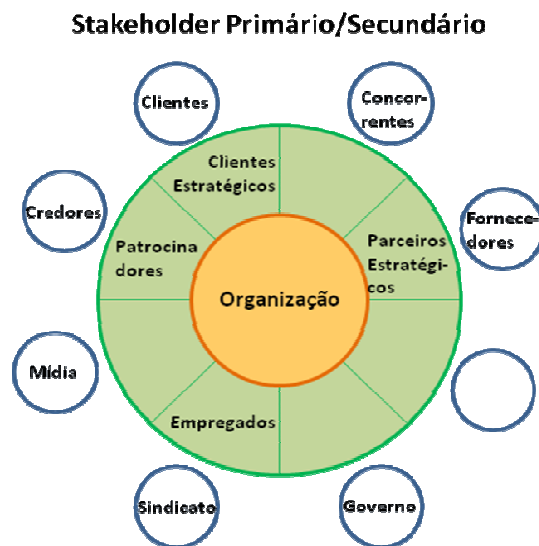 Stakeholder Primário/Secundário
Clientes
Concor-
rentes
Clientes
Estratégicos
Credores
Fornece-
dores
Patrocina
dores
Parceiros
Estratégi-
cos
Organização
Mídia
Empregados
Sindicato
Governo